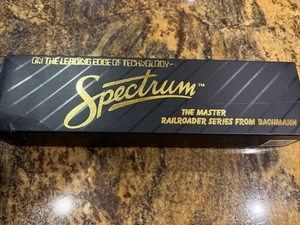 ON THE LEADING EDGE OF TECHNOLOGY-
Spectrum™
THE MASTER
RAILROADER SERIES FROM BACHMANN